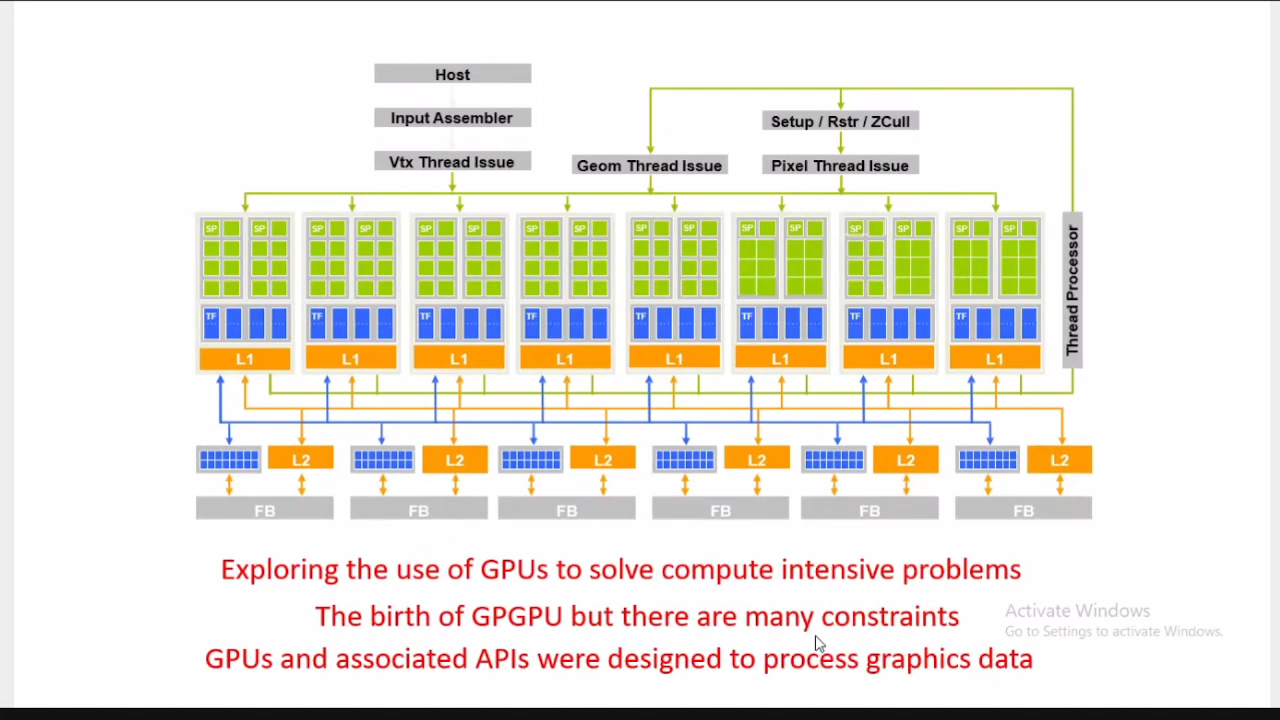 Host
Input Assembler
Setup / Rstr / ZCull
Vtx Thread Issue
Geom Thread Issue
Pixel Thread Issue
SP SP SP SP SP SP SP SP SP SP SP SP SP SP SP SP
Thread Processor
TF TF TF TF TF TF TF TF
L1 L1 L1 L1 L1 L1 L1 L1
L2 L2 L2 L2 L2 L2
FB FB FB FB FB FB
Exploring the use of GPUs to solve compute intensive problems
The birth of GPGPU but there are many constraints
GPUs and associated APIs were designed to process graphics data
Activate Windows
Go to Settings to activate Windows.